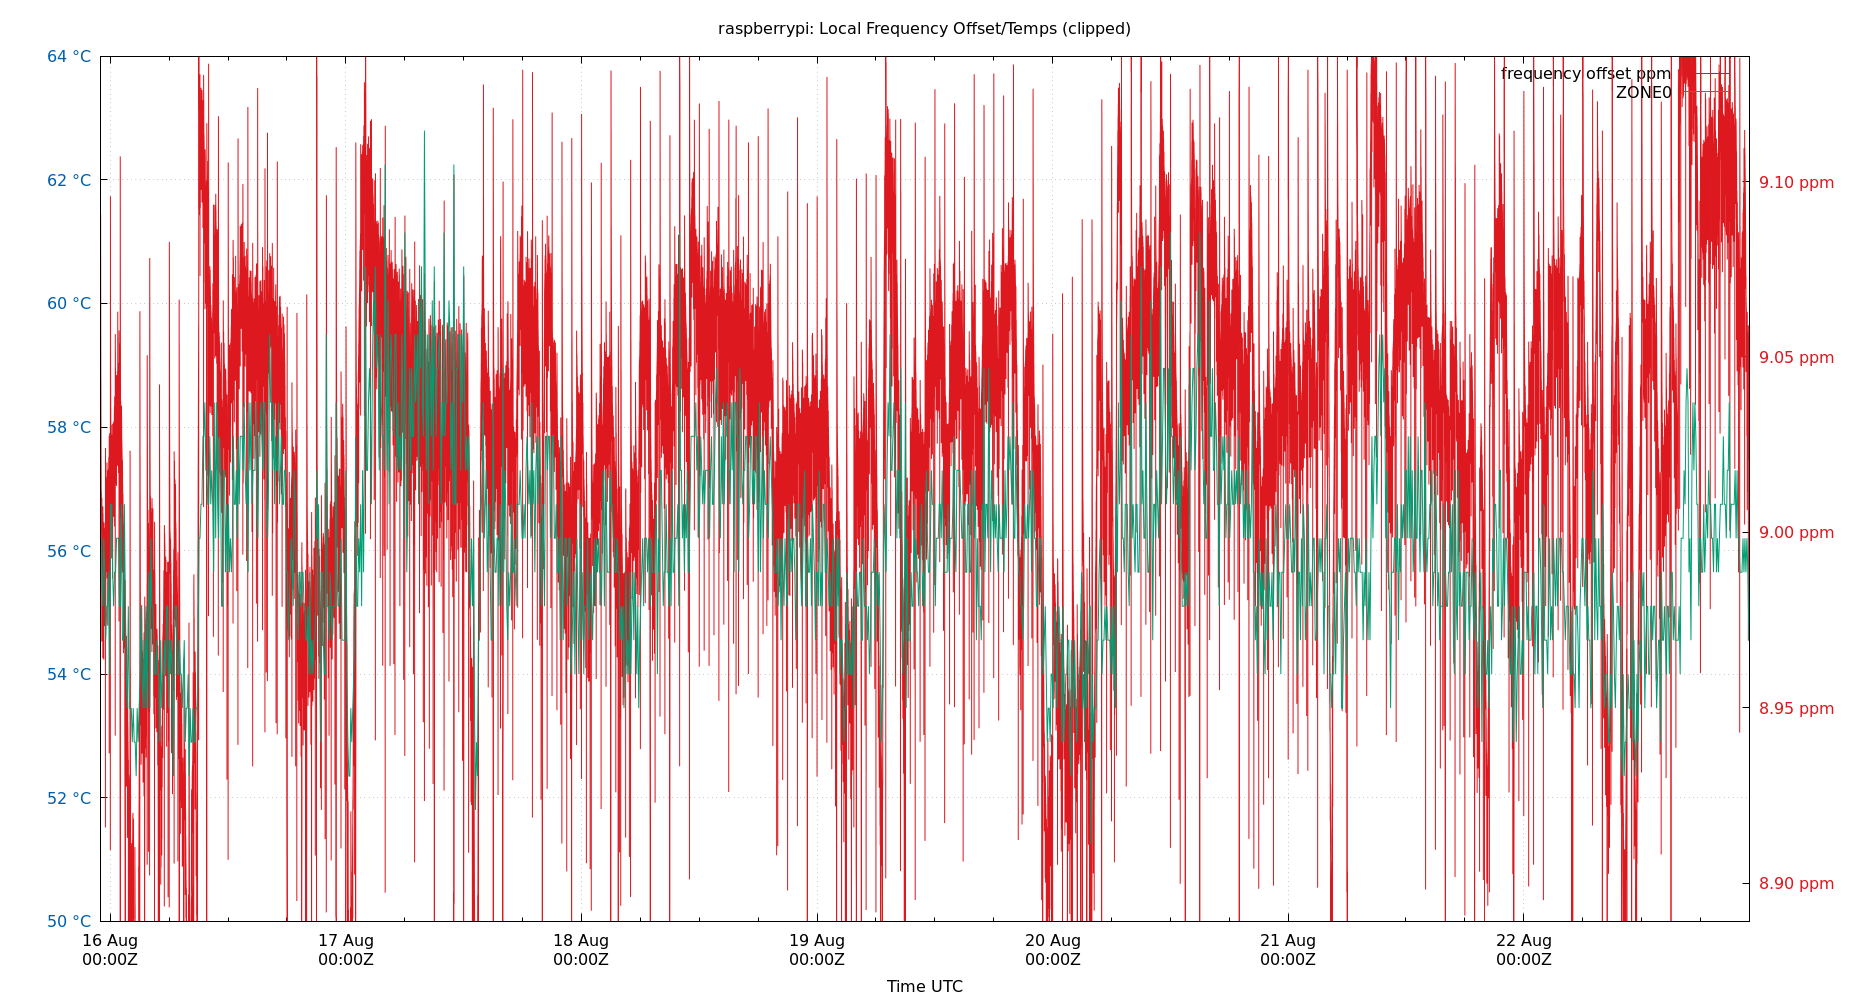 raspberrypi: Local Frequency Offset/Temps (clipped)
64 °C
62 °C
60 °C
58 °C
56 °C
54 °C
52 °C
50 °C
frequency offset ppm
ZONE0
9.10 ppm
9.05 ppm
9.00 ppm
8.95 ppm
8.90 ppm
16 Aug 17 Aug 18 Aug 19 Aug 20 Aug 21 Aug 22 Aug
00:00Z 00:00Z 00:00Z 00:00Z 00:00Z 00:00Z 00:00Z
Time UTC